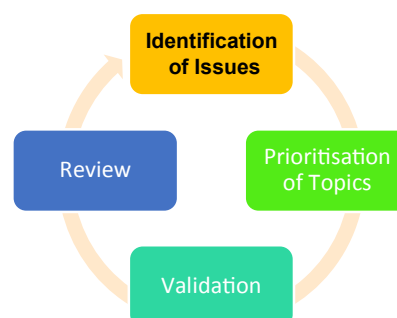 Identification
of Issues
Prioritisation
of Topics
Validation
Review